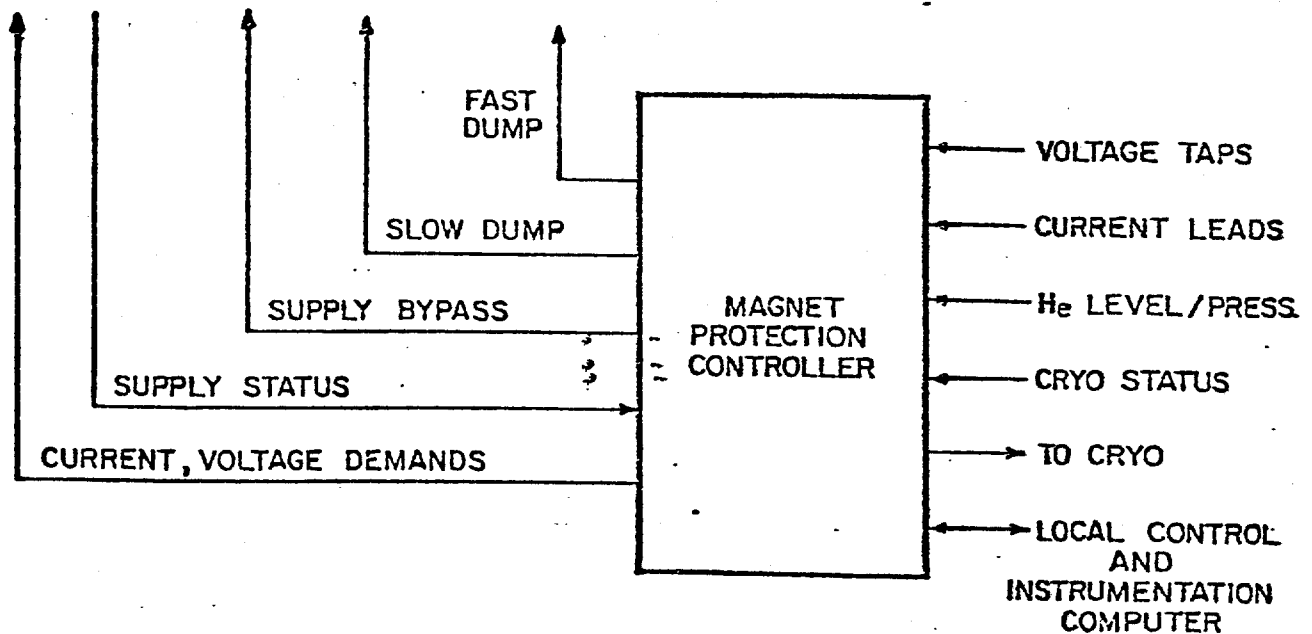 FAST
DUMP
SLOW DUMP
SUPPLY BYPASS
SUPPLY STATUS
CURRENT, VOLTAGE DEMANDS
MAGNET
PROTECTION
CONTROLLER
VOLTAGE TAPS
CURRENT LEADS
He LEVEL/PRESS.
CRYO STATUS
TO CRYO
LOCAL CONTROL
AND
INSTRUMENTATION
COMPUTER